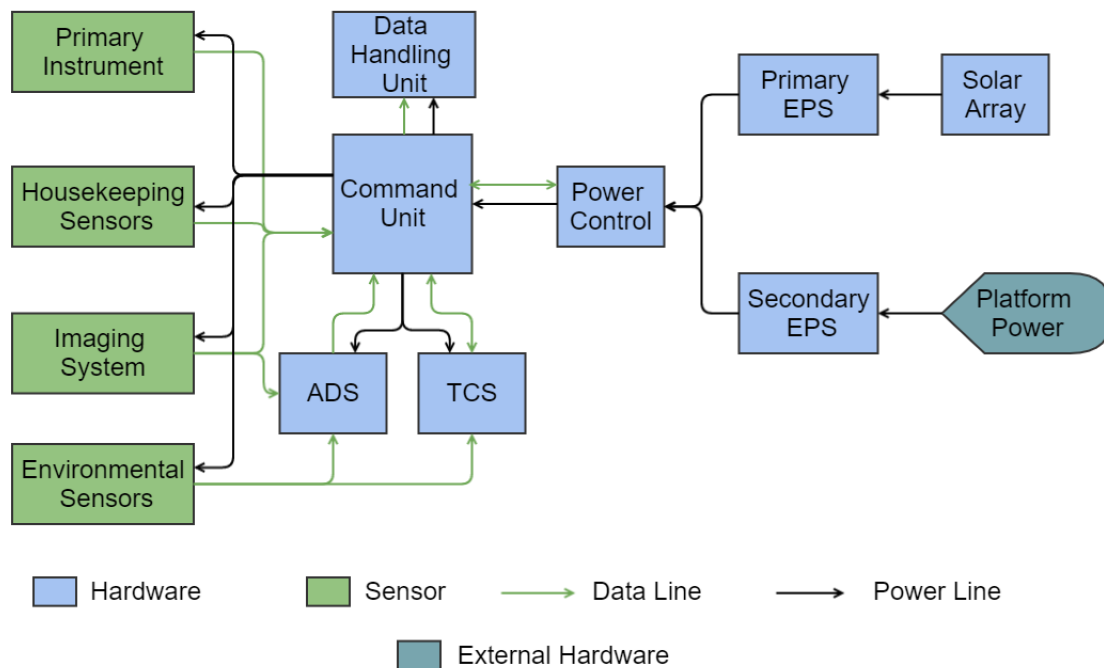 Primary
Instrument
Data
Handling
Unit
Primary
EPS
Solar
Array
Housekeeping
Sensors
Command
Unit
Power
Control
Imaging
System
ADS
TCS
Secondary
EPS
Platform
Power
Environmental
Sensors
Hardware
Sensor
Data Line
Power Line
External Hardware